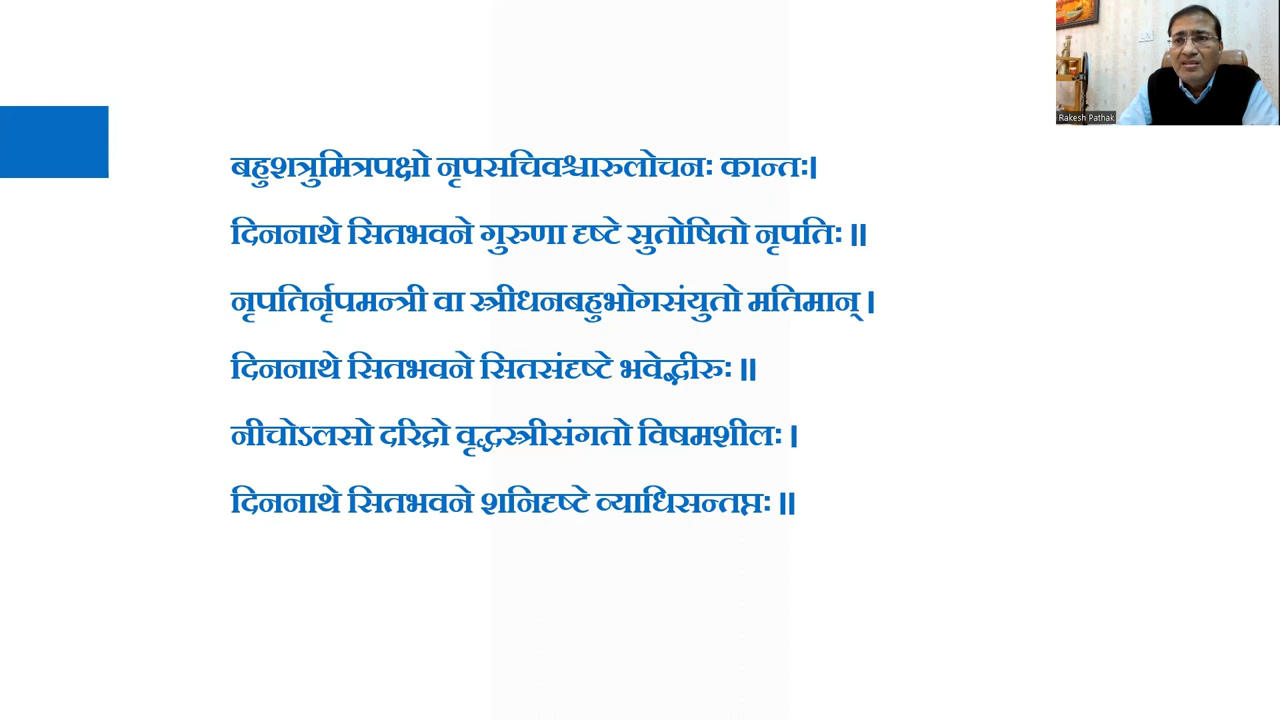 Rakesh Pathak
बहुशत्रुमित्रपक्षो नृपसचिवश्चारुलोचनः कान्तः।
दिननाथे सितभवने गुरुणा दृष्टे सुतोषितो नृपतिः ॥
नृपतिर्नृपमन्त्री वा स्त्रीधनबहुभोगसंयुतो मतिमान् ।
दिननाथे सितभवने सितसंदृष्टे भवेद्भीरुः ॥
नीचोऽलसो दरिद्रो वृद्धस्त्रीसंगतो विषमशीलः ।
दिननाथे सितभवने शनिदृष्टे व्याधिसन्तप्तः ॥